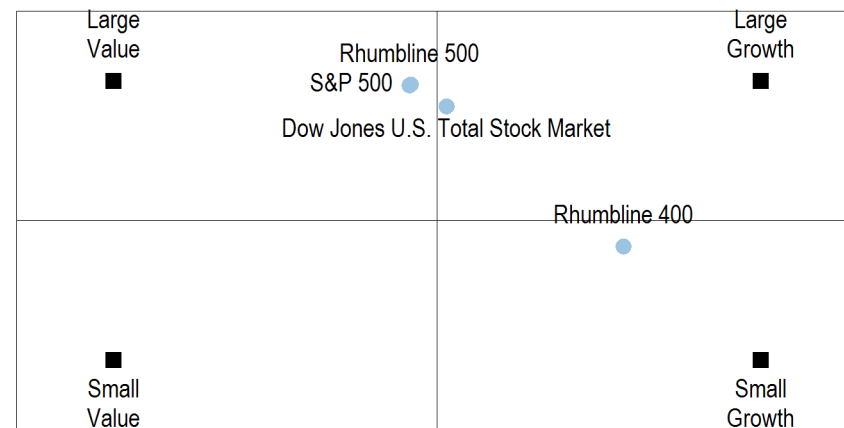 Large
Value
Large
Growth
Rhumbline 500
S&P 500
Dow Jones U.S. Total Stock Market
Rhumbline 400
Small
Value
Small
Growth